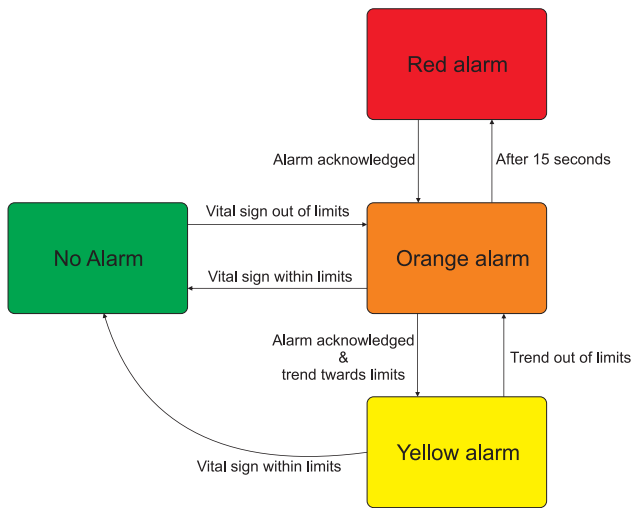 Red alarm
Alarm acknowledged
After 15 seconds
Vital sign out of limits
No Alarm
Orange alarm
Vital sign within limits
Alarm acknowledged
&
trend twards limits
Trend out of limits
Yellow alarm
Vital sign within limits